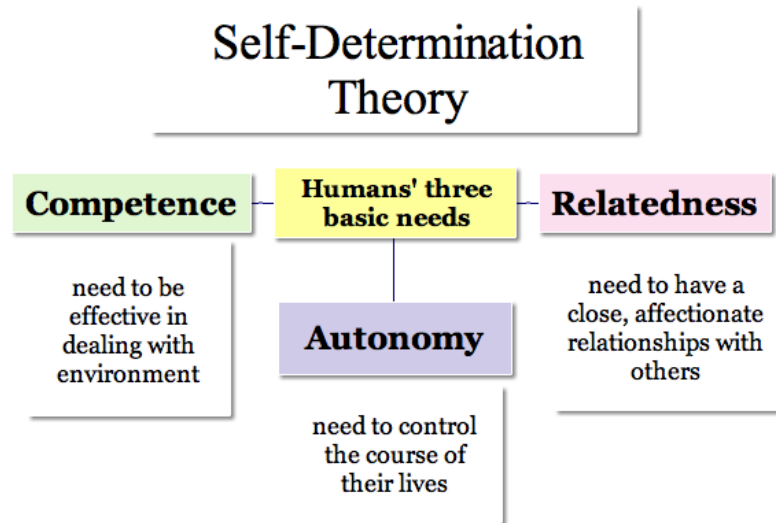 Self-Determination
Theory
Competence
Humans' three
basic needs
Relatedness
need to be
effective in
dealing with
environment
Autonomy
need to control
the course of
their lives
need to have a
close, affectionate
relationships with
others